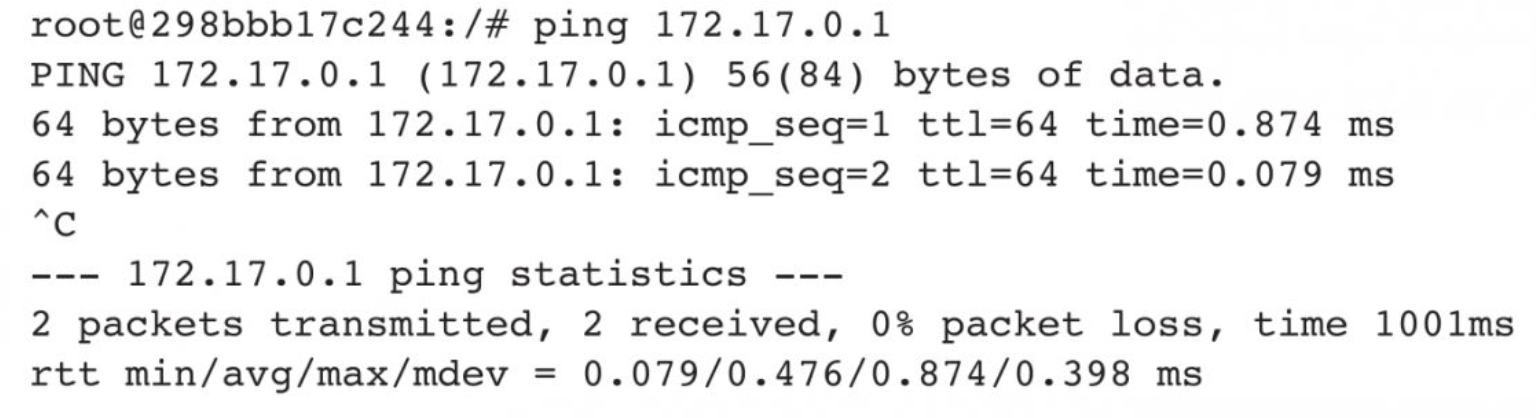 root@298bbb17c244:/# ping 172.17.0.1
PING 172.17.0.1 (172.17.0.1) 56(84) bytes of data.
64 bytes from 172.17.0.1: icmp_seq=1 ttl=64 time=0.874 ms
64 bytes from 172.17.0.1: icmp_seq=2 ttl=64 time=0.079 ms
^C
--- 172.17.0.1 ping statistics ---
2 packets transmitted, 2 received, 0% packet loss, time 1001ms
rtt min/avg/max/mdev = 0.079/0.476/0.874/0.398 ms